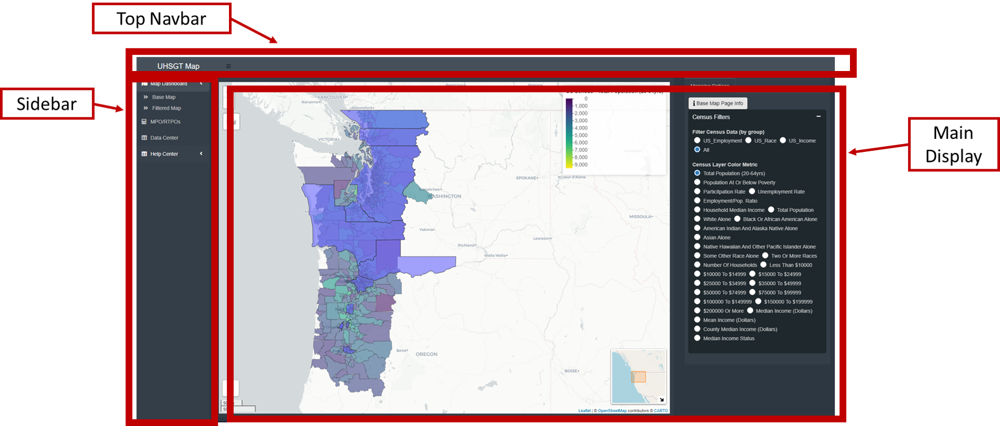 Top Navbar
UHSGT Map
Sidebar
Map Dashboard
Base Map
Filtered Map
MPO/RTPOs
Data Center
Help Center
Main
Display
Penticton
Nelson
VANCOUVER
Nanaimo
Abbotsford
VICTORIA
Kalispell
SPOKANE
Coeur d'Alene
WASHINGTON
MISSOULA
Yakima
Richland
Lewiston
Walla Walla
Bend
OREGON
BOISE
0
1,000
2,000
3,000
4,000
5,000
6,000
7,000
8,000
9,000
Leaflet | © OpenStreetMap contributors © CARTO
Mapping Options
Base Map Page Info
Census Filters
Filter Census Data (by group)
US_Employment US_Race US_Income
All
Census Layer Color Metric
Total Population (20-64yrs)
Population At Or Below Poverty
Particitpation Rate Unemployment Rate
Employment/Pop. Ratio
Household Median Income Total Population
White Alone Black Or African American Alone
American Indian And Alaska Native Alone
Asian Alone
Native Hawaiian And Other Pacific Islander Alone
Some Other Race Alone Two Or More Races
Number Of Households Less Than $10000
$10000 To $14999 $15000 To $24999
$25000 To $34999 $35000 To $49999
$50000 To $74999 $75000 To $99999
$100000 To $149999 $150000 To $199999
$200000 Or More Median Income (Dollars)
Mean Income (Dollars)
County Median Income (Dollars)
Median Income Status